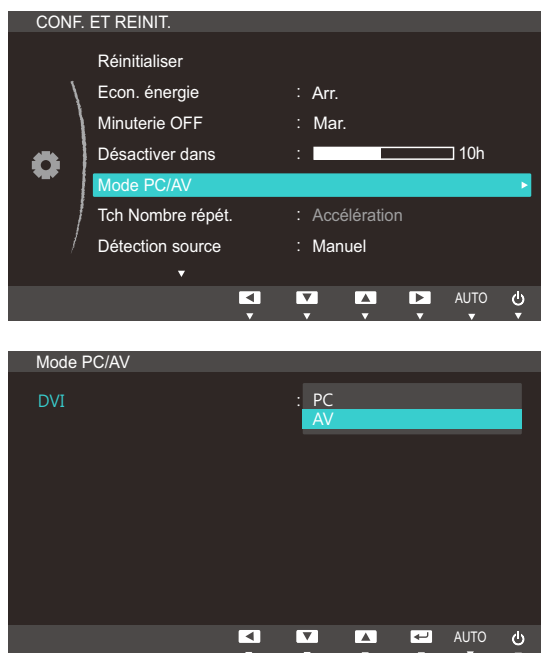 CONF. ET REINIT.
Réinitialiser
Econ. énergie : Arr.
Minuterie OFF : Mar.
Désactiver dans : 10h
Mode PC/AV
Tch Nombre répét. : Accélération
Détection source : Manuel
AUTO
Mode PC/AV
DVI : PC
AV
AUTO